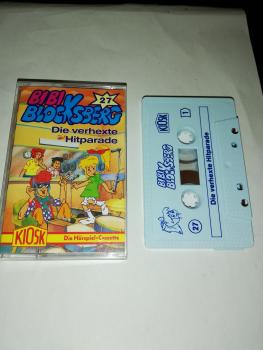 BIBI
BLOCKSBERG
27
Die verhexte
Hitparade
KIOSK
Die Hörspiel-Cassette
BIBI
BLOCKSBERG
KIOSK
1
Die verhexte Hitparade
27